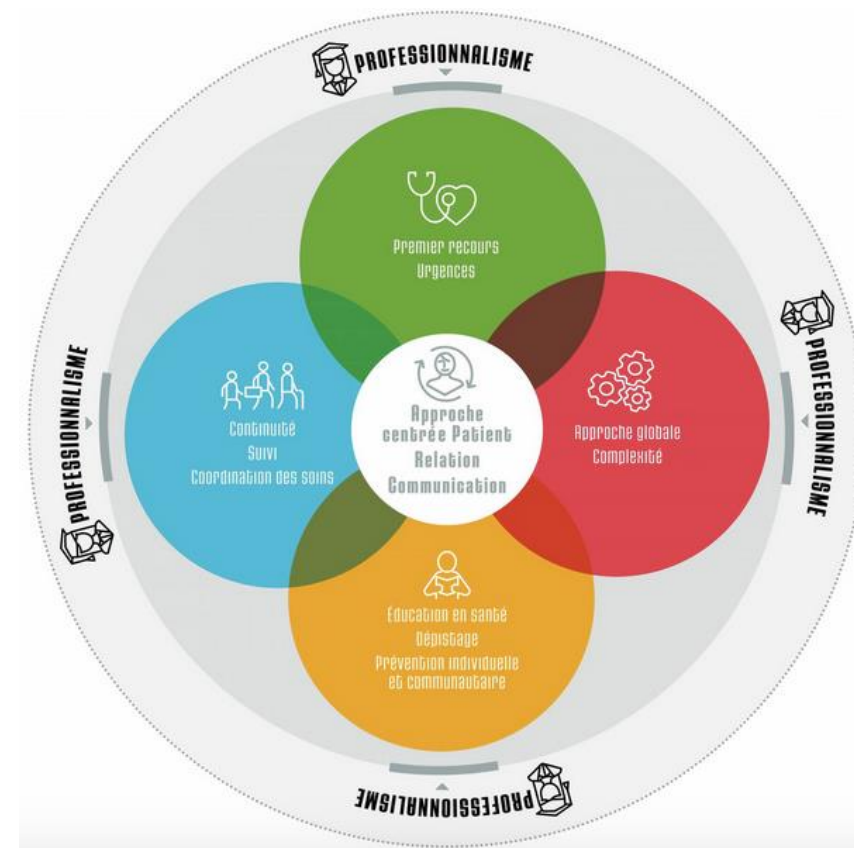 PROFESSIONNALISME
Premier recours
Urgences
PROFESSIONNALISME
Continuité
Suivi
Coordination des soins
Approche
centrée Patient
Relation
Communication
Approche globale
Complexité
PROFESSIONNALISME
Éducation en santé
Dépistage
Prévention individuelle
et communautaire
PROFESSIONNALISME